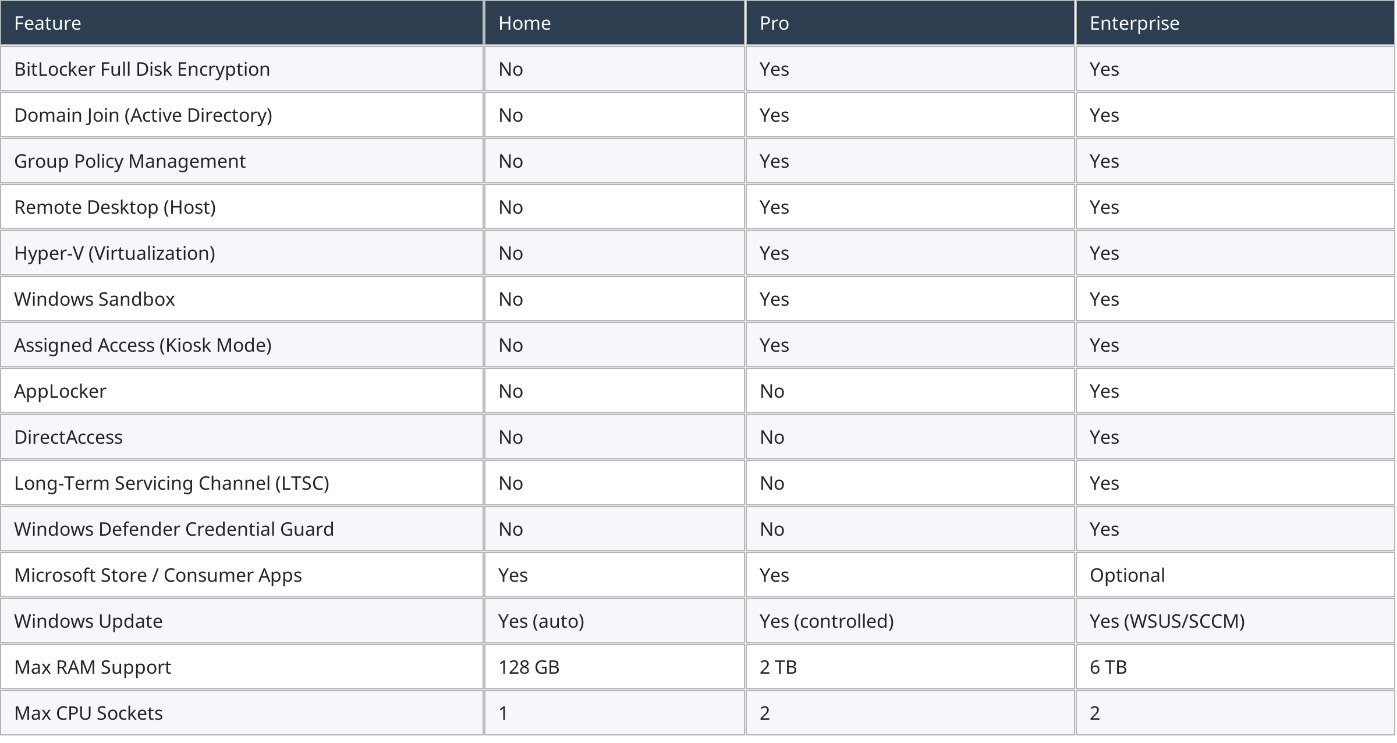 Feature Home Pro Enterprise
BitLocker Full Disk Encryption No Yes Yes
Domain Join (Active Directory) No Yes Yes
Group Policy Management No Yes Yes
Remote Desktop (Host) No Yes Yes
Hyper-V (Virtualization) No Yes Yes
Windows Sandbox No Yes Yes
Assigned Access (Kiosk Mode) No Yes Yes
AppLocker No No Yes
DirectAccess No No Yes
Long-Term Servicing Channel (LTSC) No No Yes
Windows Defender Credential Guard No No Yes
Microsoft Store / Consumer Apps Yes Yes Optional
Windows Update Yes (auto) Yes (controlled) Yes (WSUS/SCCM)
Max RAM Support 128 GB 2 TB 6 TB
Max CPU Sockets 1 2 2